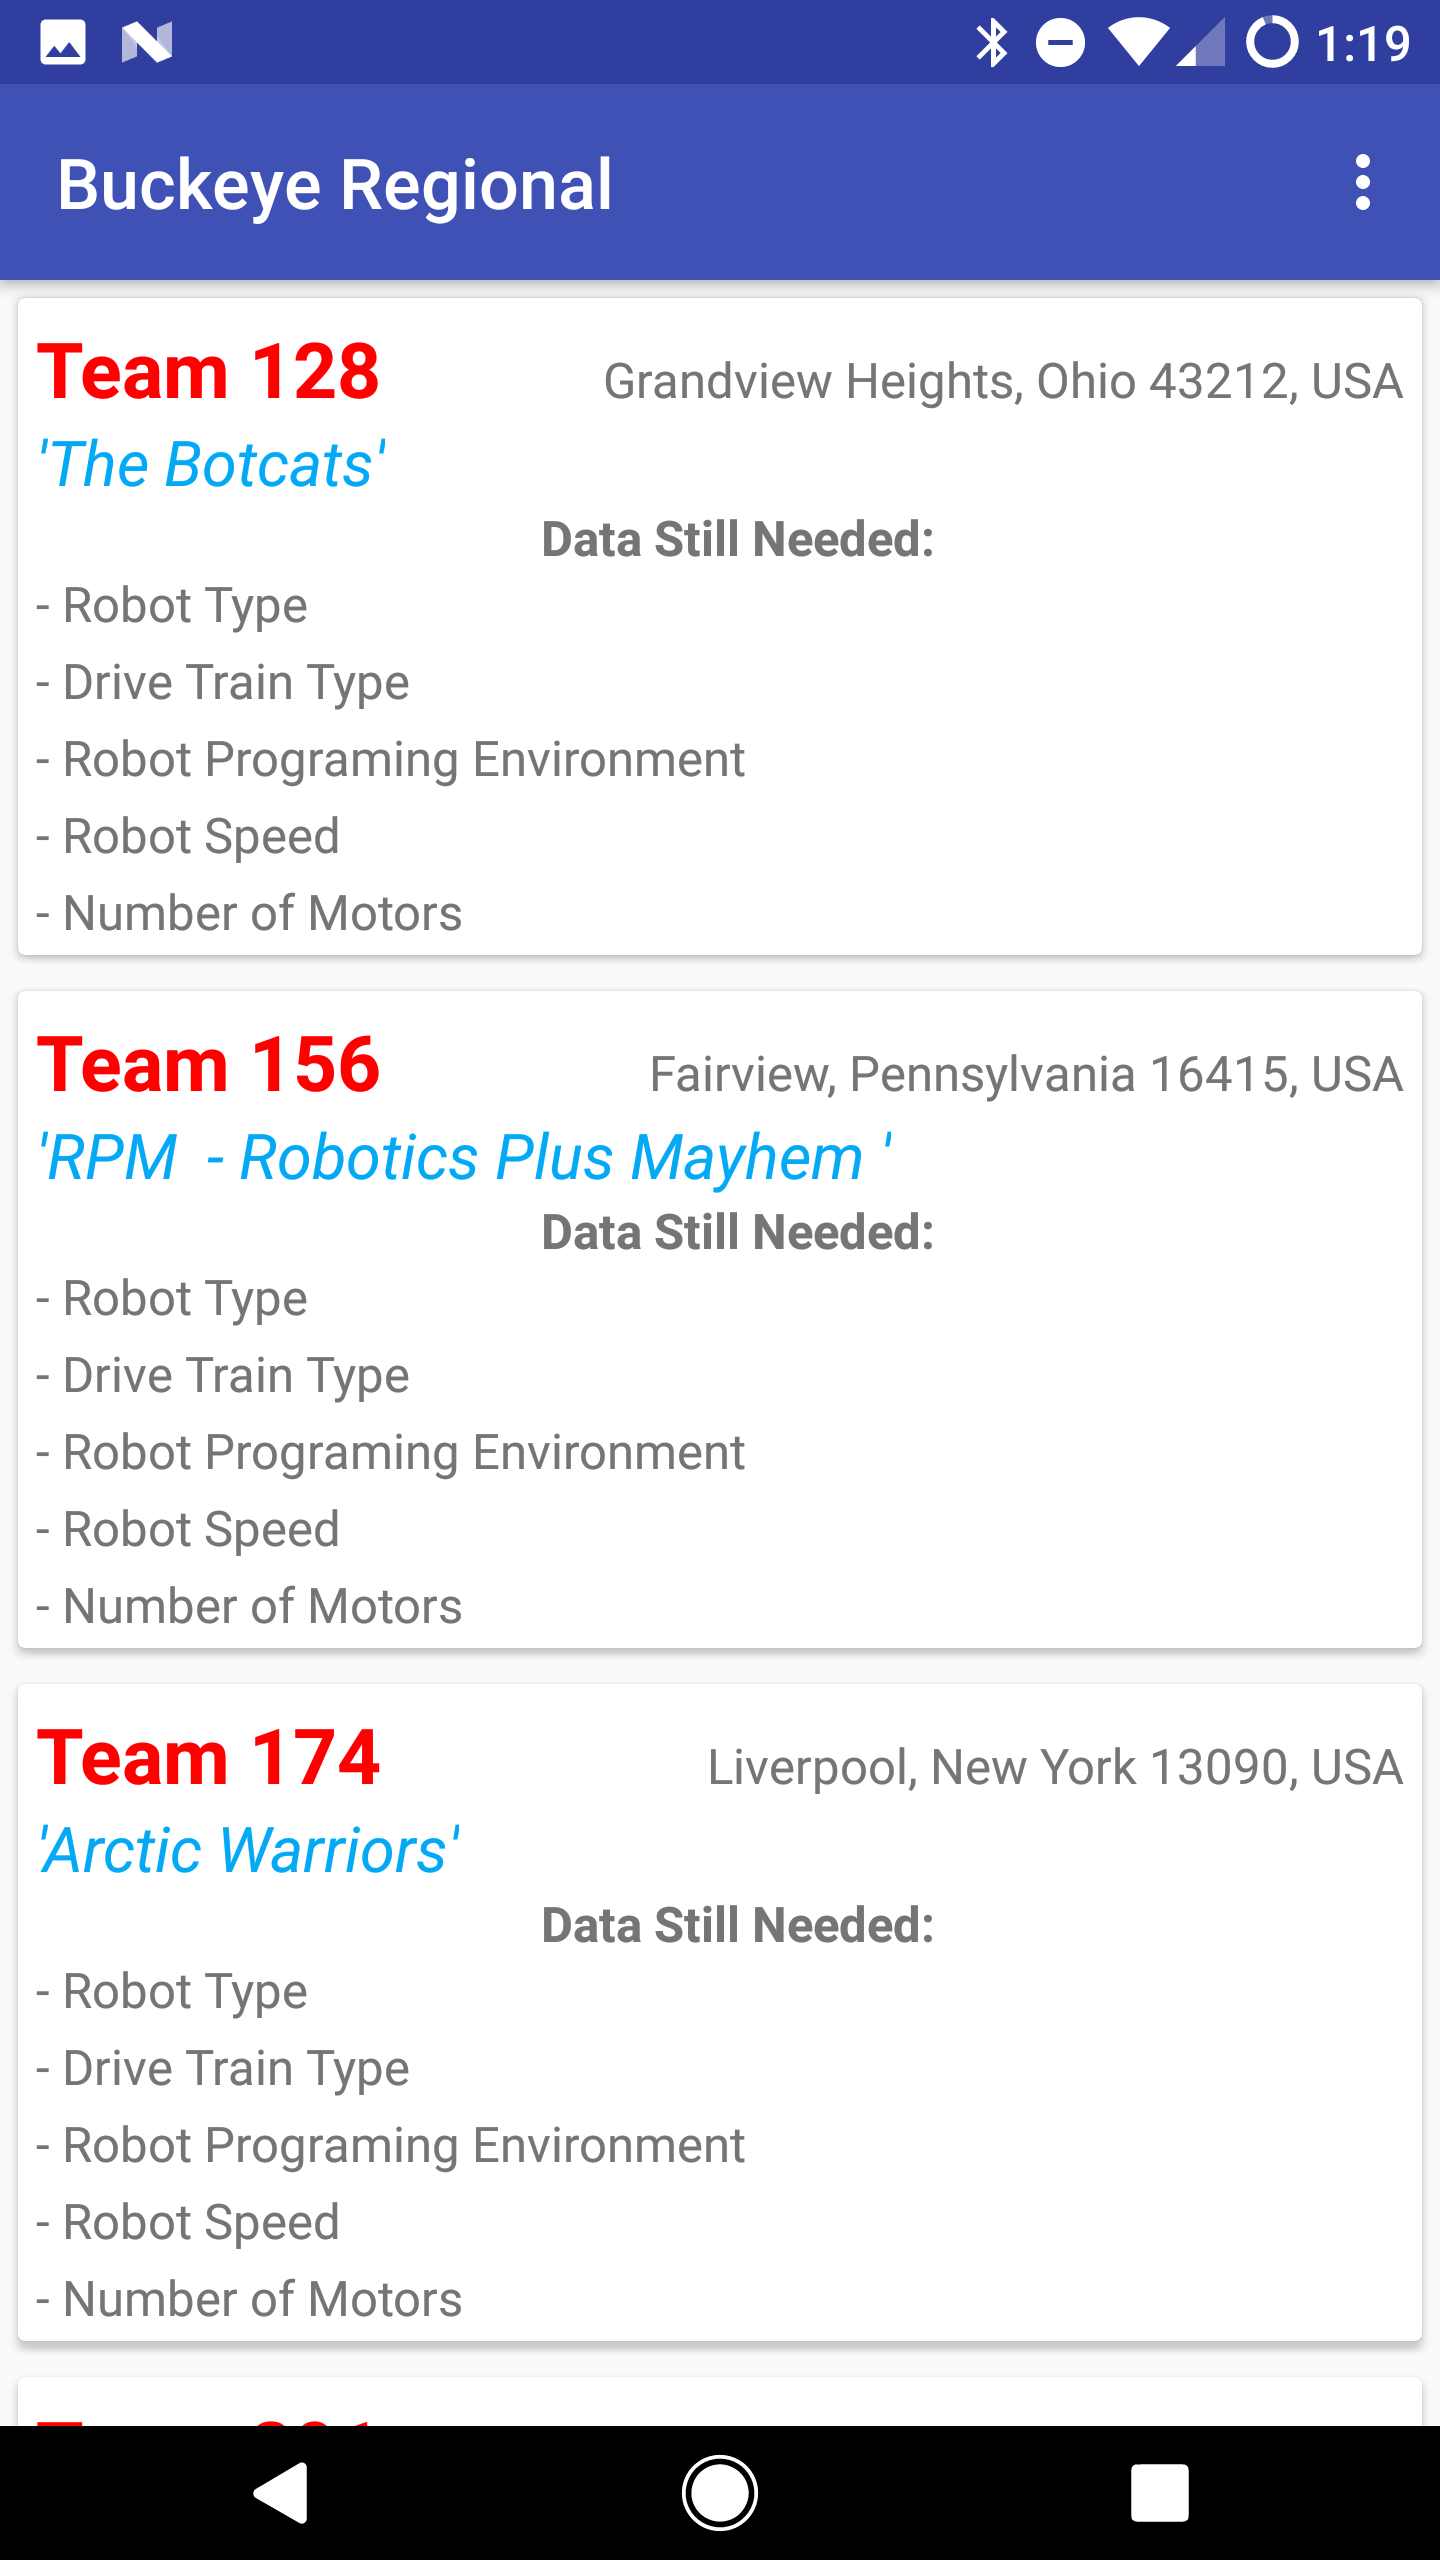 1:19
Buckeye Regional
Team 128 Grandview Heights, Ohio 43212, USA
'The Botcats'
Data Still Needed:
- Robot Type
- Drive Train Type
- Robot Programing Environment
- Robot Speed
- Number of Motors
Team 156 Fairview, Pennsylvania 16415, USA
'RPM  - Robotics Plus Mayhem '
Data Still Needed:
- Robot Type
- Drive Train Type
- Robot Programing Environment
- Robot Speed
- Number of Motors
Team 174 Liverpool, New York 13090, USA
'Arctic Warriors'
Data Still Needed:
- Robot Type
- Drive Train Type
- Robot Programing Environment
- Robot Speed
- Number of Motors